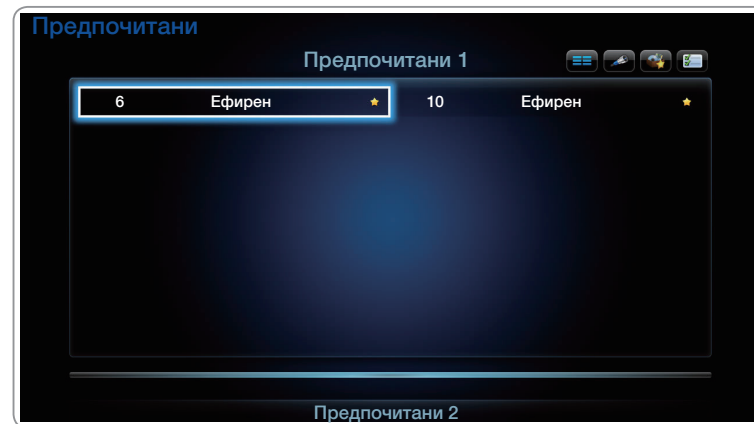 Предпочитани
Предпочитани 1
6 Ефирен 10 Ефирен
Предпочитани 2